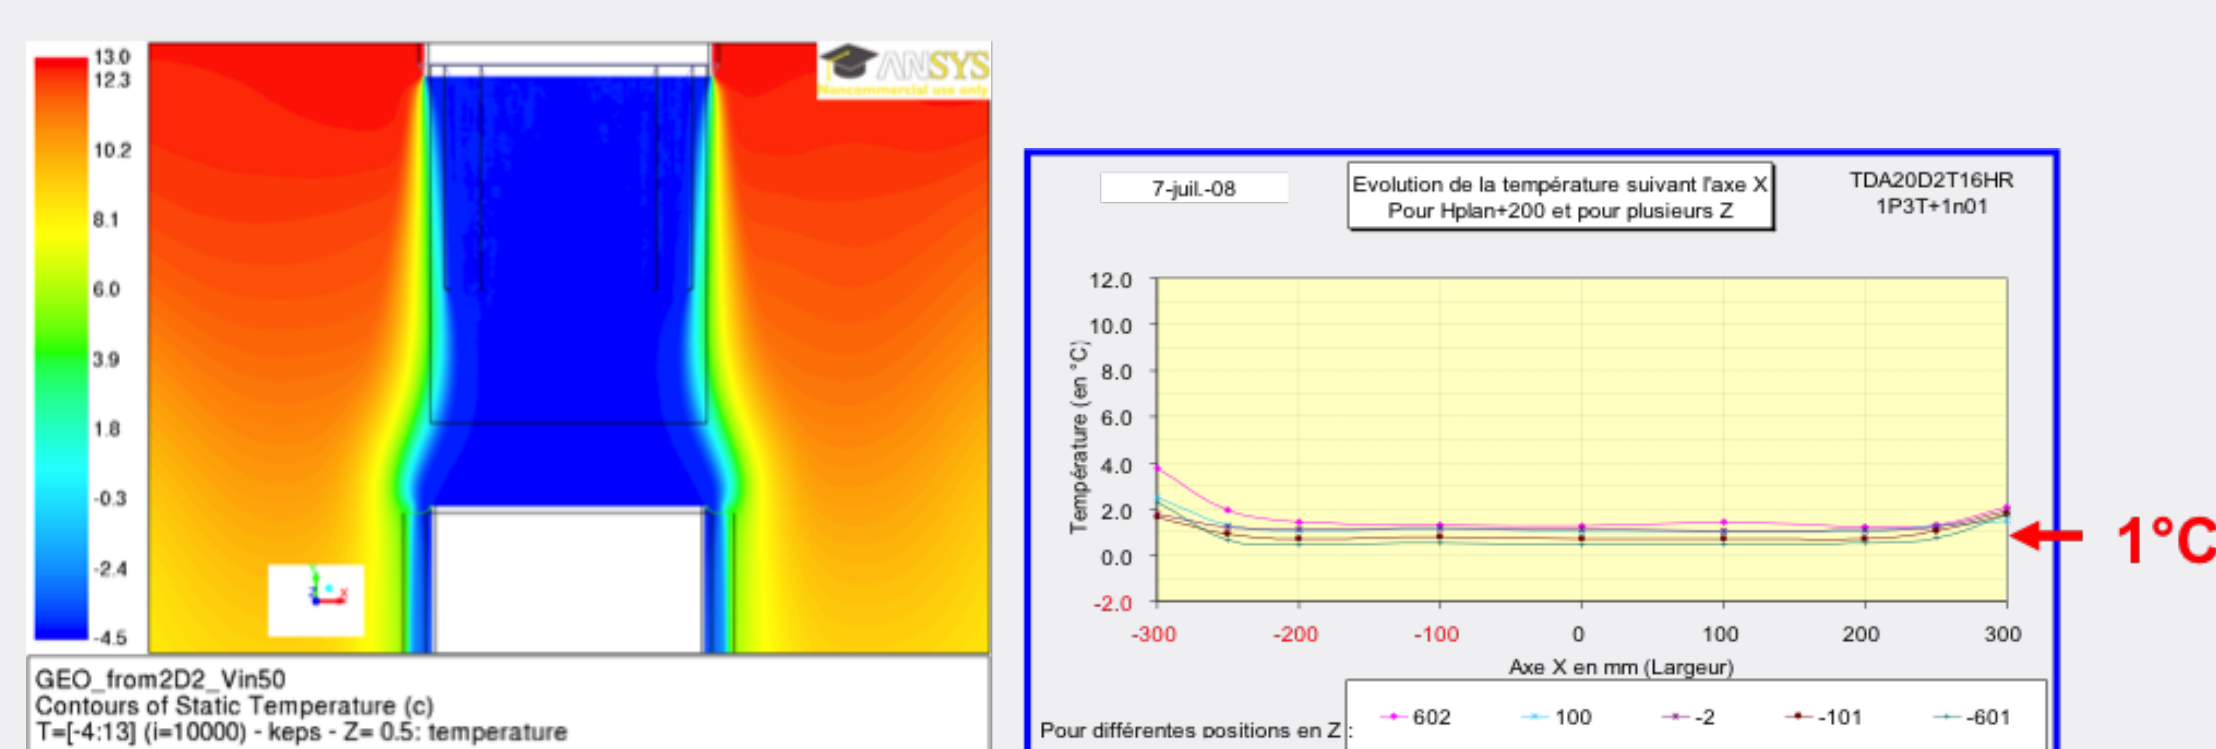 13.0
12.3
10.2
8.1
6.0
3.9
1.8
-0.3
-2.4
-4.5
ANSYS
Noncommercial use only
X
GEO_from2D2_Vin50
Contours of Static Temperature (c)
T=[-4:13] (i=10000) - keps - Z= 0.5: temperature
7-juil.-08
Evolution de la température suivant l'axe X
Pour Hplan+200 et pour plusieurs Z
TDA20D2T16HR
1P3T+1n01
Température (en °C)
12.0
10.0
8.0
6.0
4.0
2.0
0.0
-2.0
-300 -200 -100 0 100 200 300
Axe X en mm (Largeur)
Pour différentes positions en Z :
602 100 -2 -101 -601
1°C